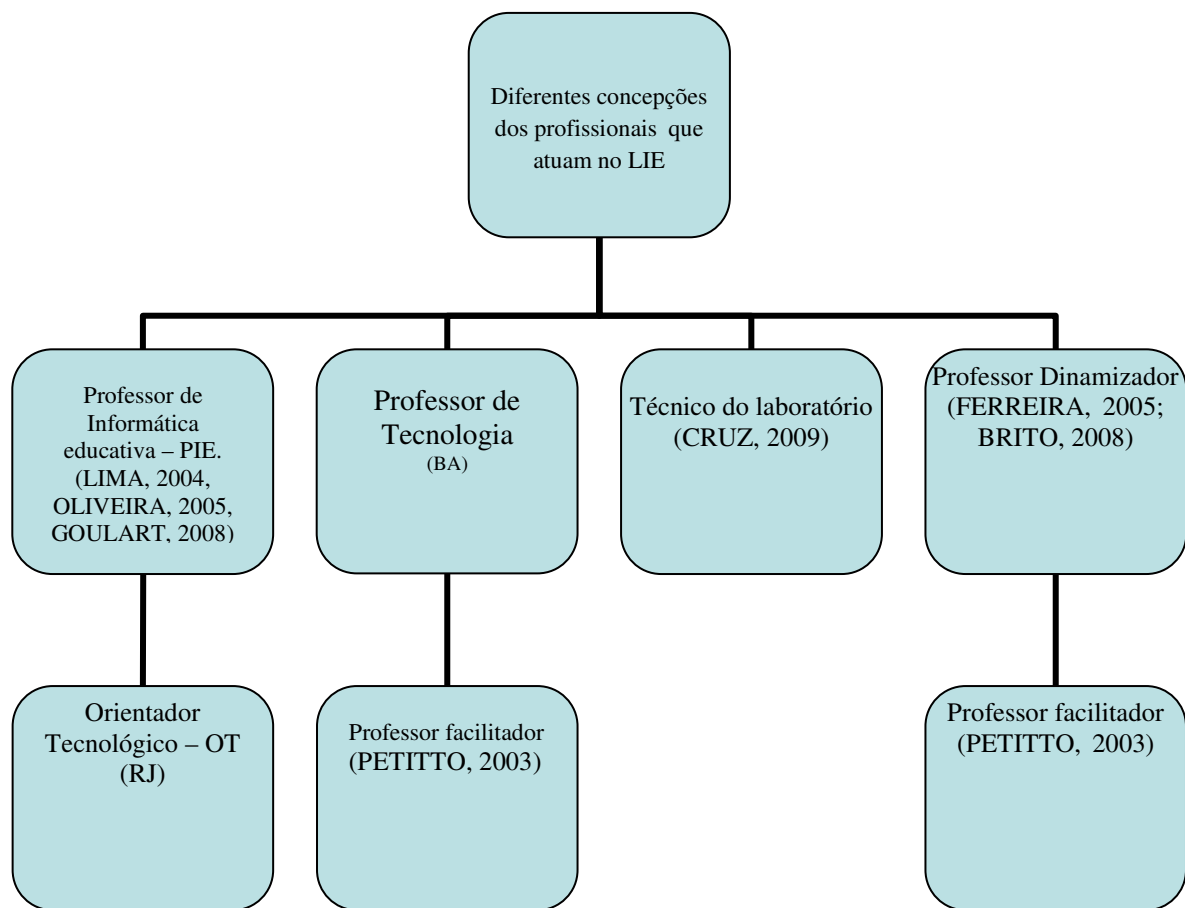 Diferentes concepções
dos profissionais que
atuam no LIE
Professor de
Informática
educativa – PIE.
(LIMA, 2004,
OLIVEIRA, 2005,
GOULART, 2008)
Professor de
Tecnologia
(BA)
Técnico do laboratório
(CRUZ, 2009)
Professor Dinamizador
(FERREIRA, 2005;
BRITO, 2008)
Orientador
Tecnológico – OT
(RJ)
Professor facilitador
(PETITTO, 2003)
Professor facilitador
(PETITTO, 2003)